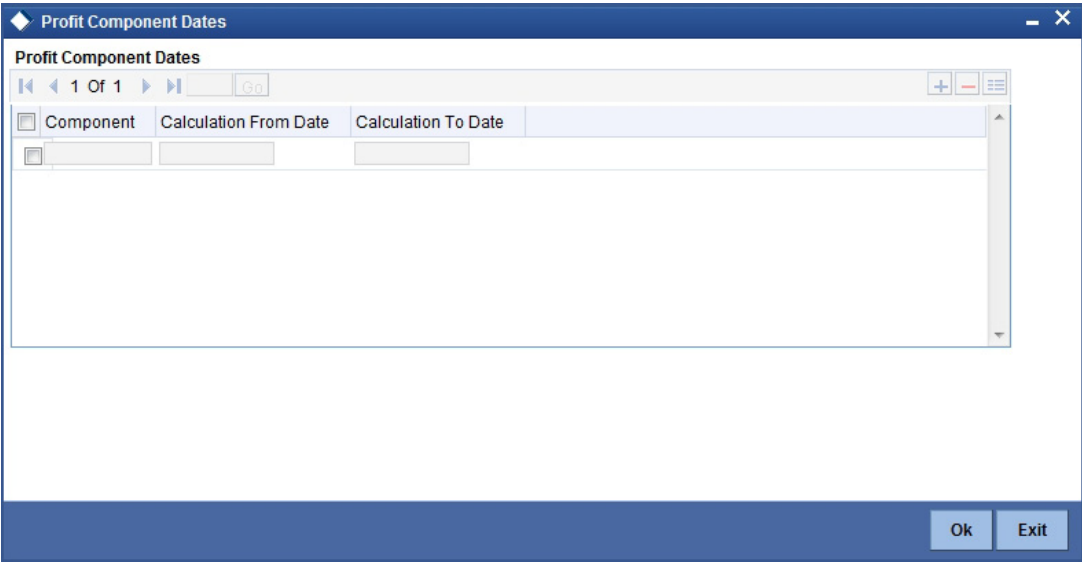 Profit Component Dates
Profit Component Dates
1 Of 1 Go
Component Calculation From Date Calculation To Date
Ok Exit